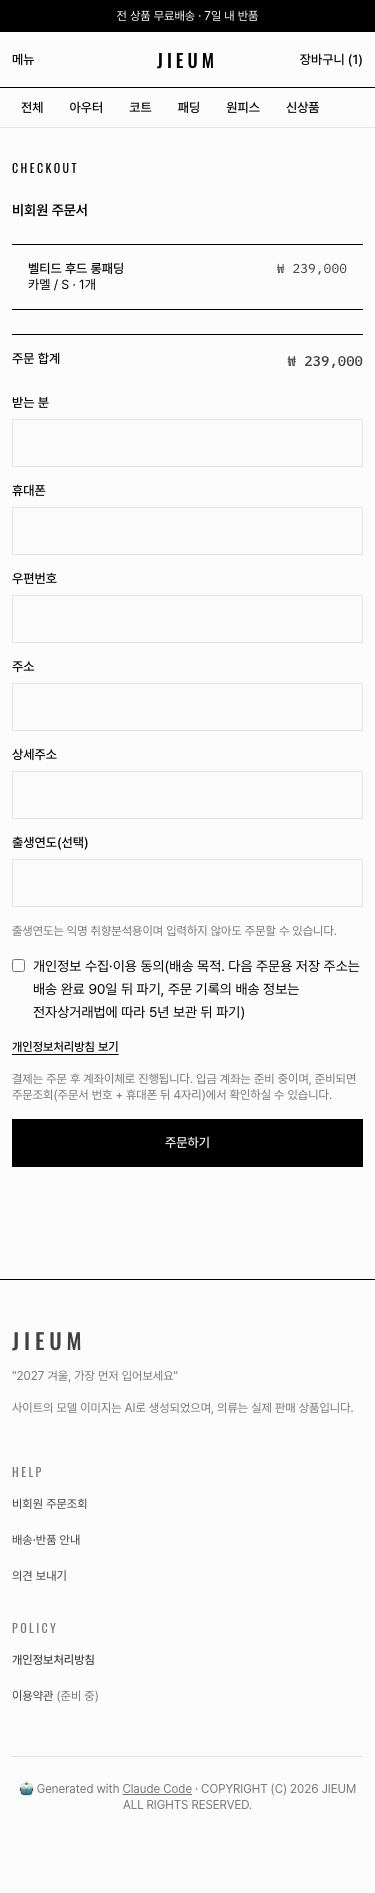 전 상품 무료배송 · 7일 내 반품
메뉴
JIEUM
장바구니 (1)
전체 아우터 코트 패딩 원피스 신상품
CHECKOUT
비회원 주문서
벨티드 후드 롱패딩 ₩ 239,000
카멜 / S · 1개
주문 합계 ₩ 239,000
받는 분
휴대폰
우편번호
주소
상세주소
출생연도(선택)
출생연도는 익명 취향분석용이며 입력하지 않아도 주문할 수 있습니다.
개인정보 수집·이용 동의(배송 목적. 다음 주문용 저장 주소는
배송 완료 90일 뒤 파기, 주문 기록의 배송 정보는
전자상거래법에 따라 5년 보관 뒤 파기)
개인정보처리방침 보기
결제는 주문 후 계좌이체로 진행됩니다. 입금 계좌는 준비 중이며, 준비되면
주문조회(주문서 번호 + 휴대폰 뒤 4자리)에서 확인하실 수 있습니다.
주문하기
JIEUM
"2027 겨울, 가장 먼저 입어보세요"
사이트의 모델 이미지는 AI로 생성되었으며, 의류는 실제 판매 상품입니다.
HELP
비회원 주문조회
배송·반품 안내
의견 보내기
POLICY
개인정보처리방침
이용약관 (준비 중)
🤖 Generated with Claude Code · COPYRIGHT (C) 2026 JIEUM
ALL RIGHTS RESERVED.